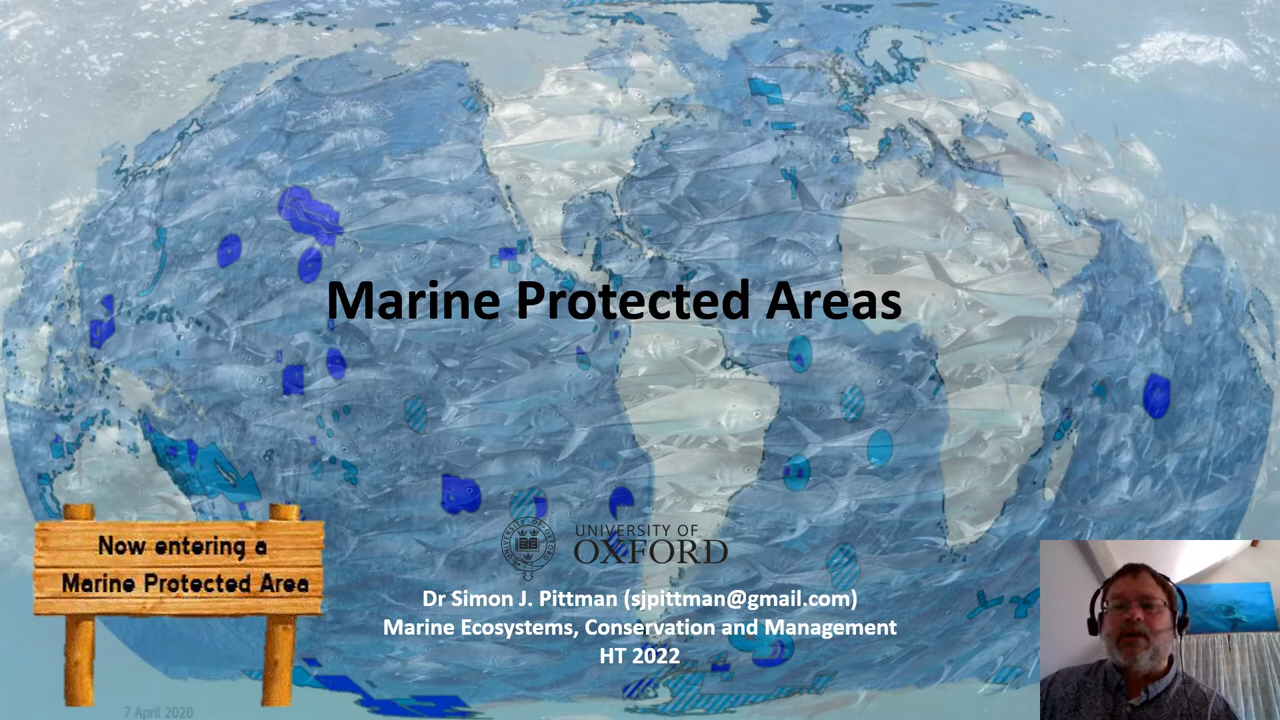 Marine Protected Areas
Now entering a
Marine Protected Area
UNIVERSITY OF
OXFORD
Dr Simon J. Pittman (sjpittman@gmail.com)
Marine Ecosystems, Conservation and Management
HT 2022
7 April 2020